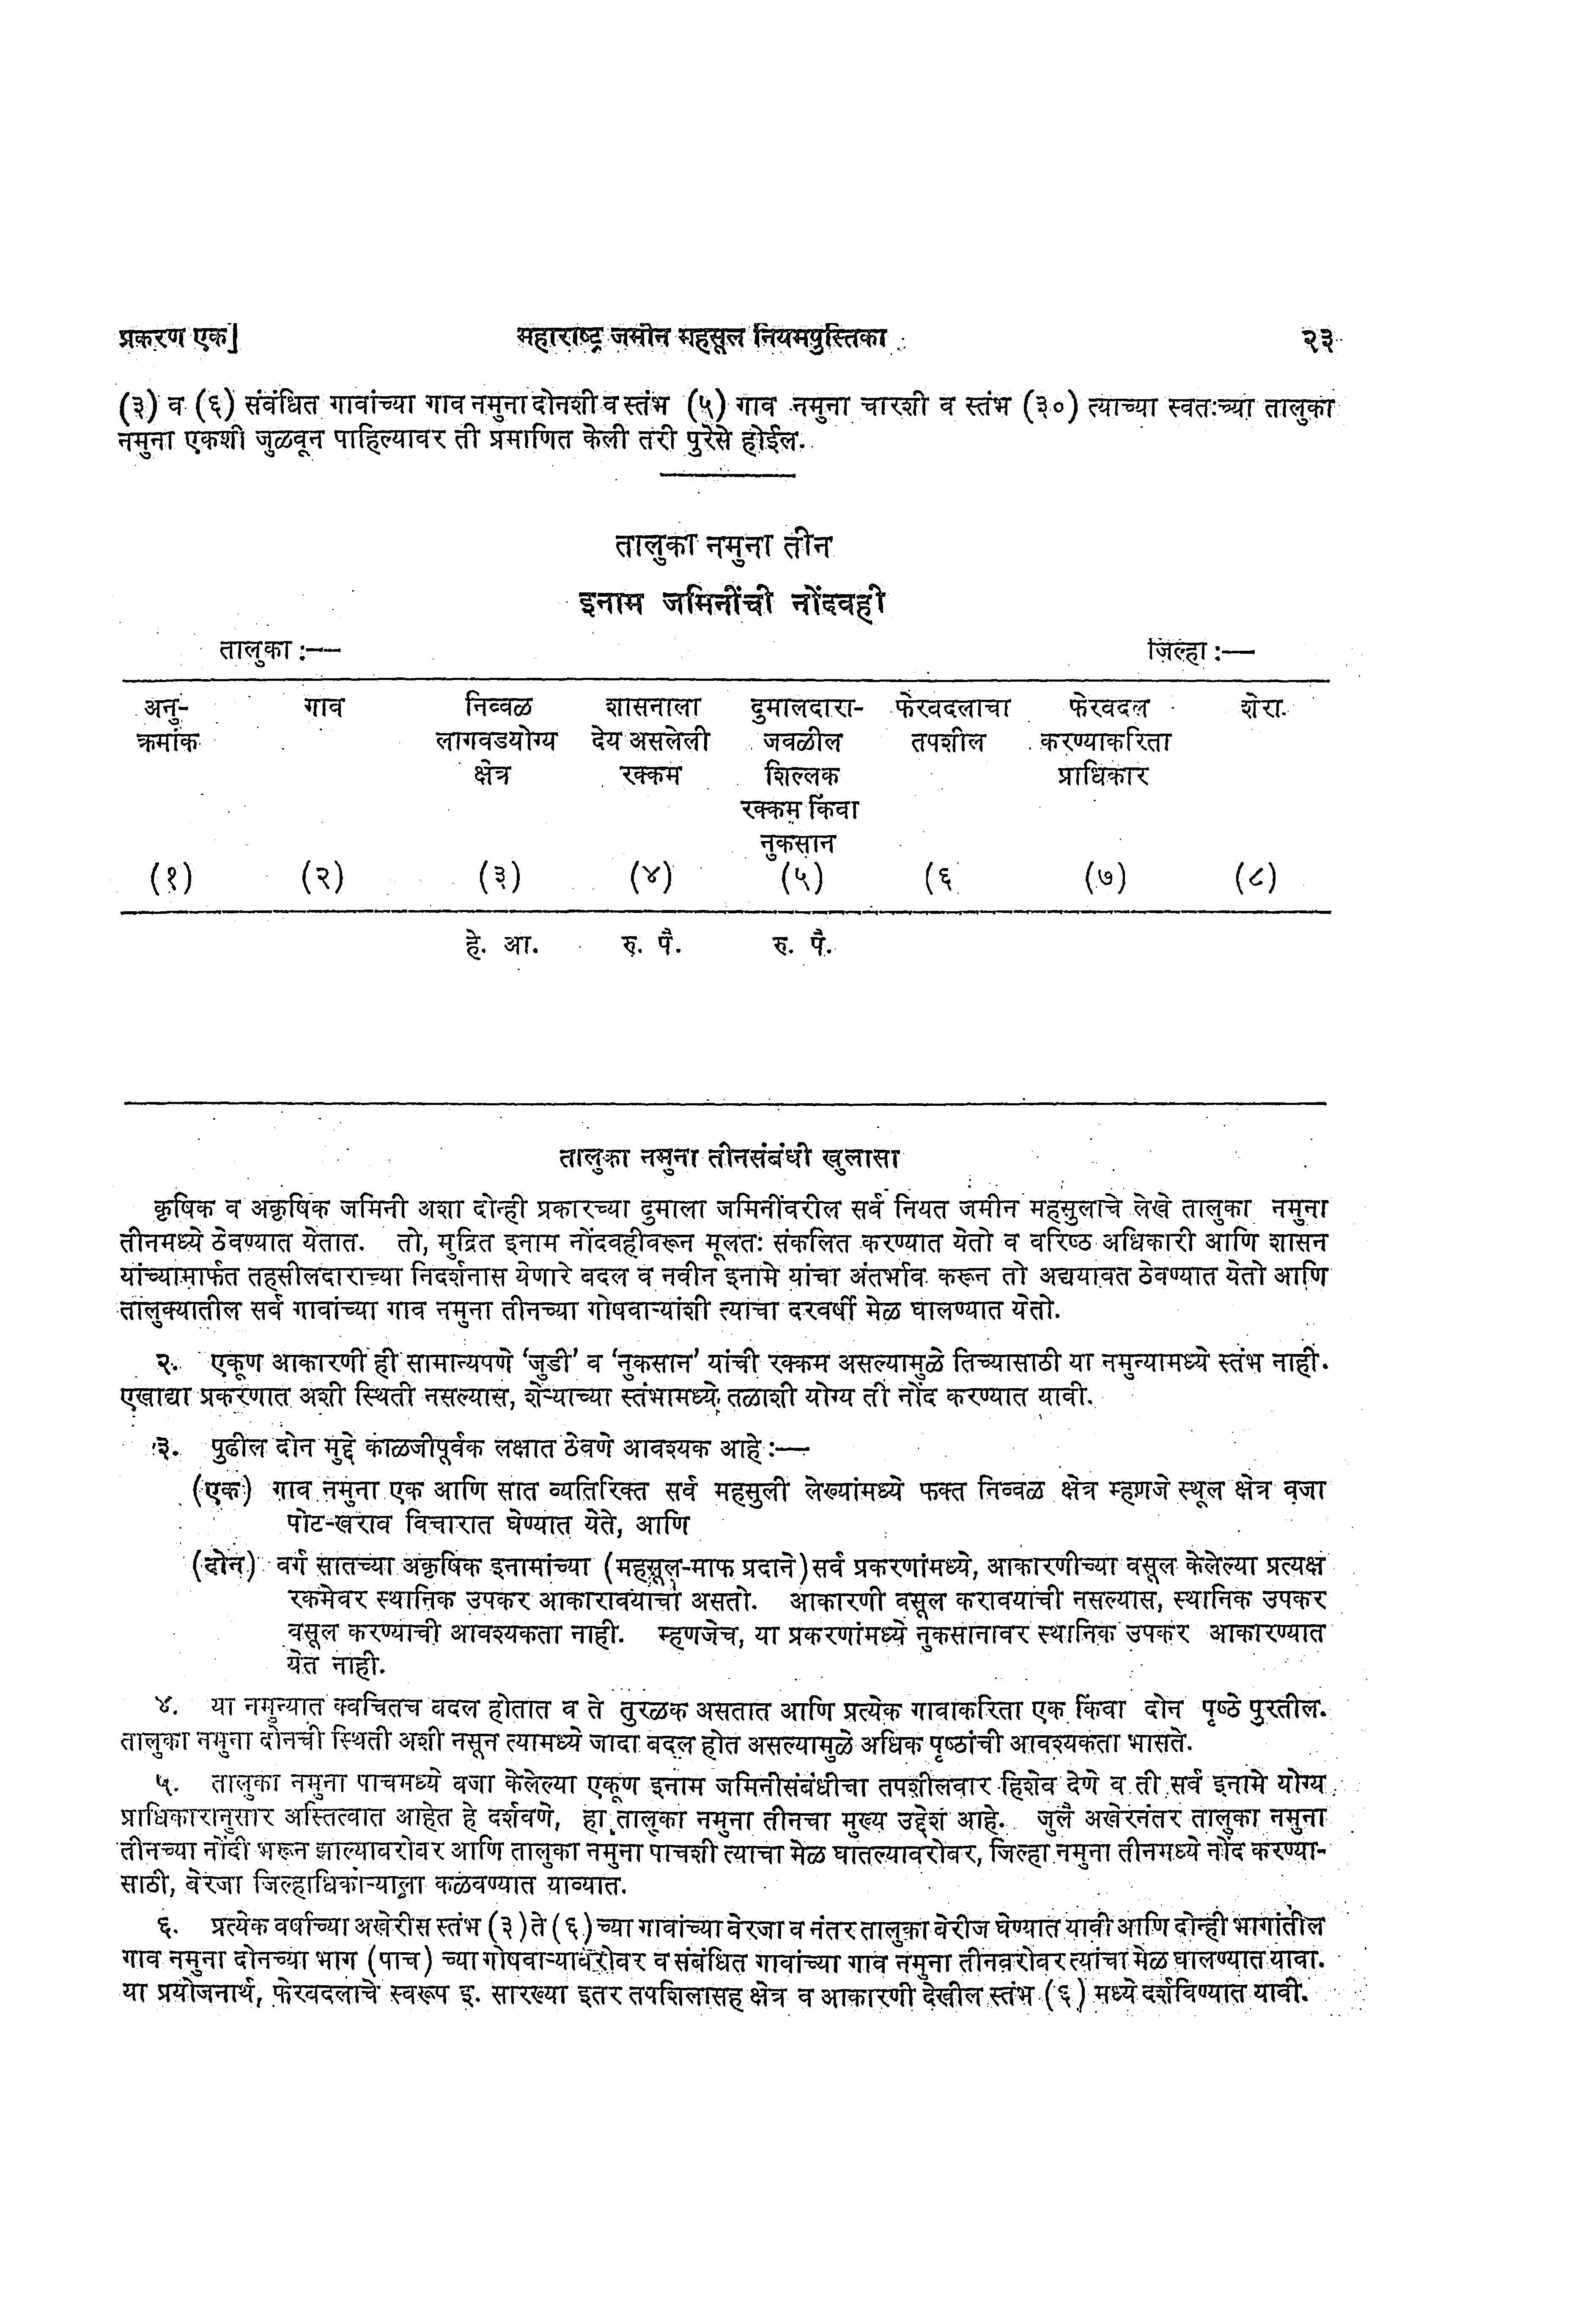 प्रकरण एक] महाराष्ट्र जमीन महसूल नियमपुस्तिका २३
(३) व (६) संबंधित गावांच्या गाव नमुना दोनशी व स्तंभ (५) गाव नमुना चारशी व स्तंभ (३०) त्याच्या स्वतःच्या तालुका
नमुना एकशी जुळवून पाहिल्यावर ती प्रमाणित केली तरी पुरेसे होईल.
तालुका नमुना तीन
इनाम जमिनींची नोंदवही
तालुका :— जिल्हा :—
अनु- गाव निव्वळ शासनाला दुमालदारा- फेरबदलाचा फेरबदल शेरा
क्रमांक लागवडयोग्य देय असलेली जवळील तपशील करण्याकरिता
क्षेत्र रक्कम शिल्लक प्राधिकार
रक्कम किंवा
नुकसान
(१) (२) (३) (४) (५) (६ (७) (८)
हे. आ. रु. पै. रु. पै.
तालुका नमुना तीनसंबंधी खुलासा
कृषिक व अकृषिक जमिनी अशा दोन्ही प्रकारच्या दुमाला जमिनींवरील सर्व नियत जमीन महसुलाचे लेखे तालुका नमुना
तीनमध्ये ठेवण्यात येतात. तो, मुद्रित इनाम नोंदवहीवरून मूलतः संकलित करण्यात येतो व वरिष्ठ अधिकारी आणि शासन
यांच्यामार्फत तहसीलदाराच्या निदर्शनास येणारे बदल व नवीन इनामे यांचा अंतर्भाव करून तो अद्ययावत ठेवण्यात येतो आणि
तालुक्यातील सर्व गावांच्या गाव नमुना तीनच्या गोषवाऱ्यांशी त्याचा दरवर्षी मेळ घालण्यात येतो.
२. एकूण आकारणी ही सामान्यपणे ‘जुडी’ व ‘नुकसान’ यांची रक्कम असल्यामुळे तिच्यासाठी या नमुन्यामध्ये स्तंभ नाही.
एखाद्या प्रकरणात अशी स्थिती नसल्यास, शेऱ्याच्या स्तंभामध्ये तळाशी योग्य ती नोंद करण्यात यावी.
३. पुढील दोन मुद्दे काळजीपूर्वक लक्षात ठेवणे आवश्यक आहे :—
(एक) गाव नमुना एक आणि सात व्यतिरिक्त सर्व महसुली लेख्यांमध्ये फक्त निव्वळ क्षेत्र म्हणजे स्थूल क्षेत्र वजा
पोट-खराव विचारात घेण्यात येते, आणि
(दोन) वर्ग सातच्या अकृषिक इनामांच्या (महसूल-माफ प्रदाने) सर्व प्रकरणांमध्ये, आकारणीच्या वसूल केलेल्या प्रत्यक्ष
रकमेवर स्थानिक उपकर आकारावयाचा असतो. आकारणी वसूल करावयाची नसल्यास, स्थानिक उपकर
वसूल करण्याची आवश्यकता नाही. म्हणजेच, या प्रकरणांमध्ये नुकसानावर स्थानिक उपकर आकारण्यात
येत नाही.
४. या नमुन्यात क्वचितच बदल होतात व ते तुरळक असतात आणि प्रत्येक गावाकरिता एक किंवा दोन पृष्ठे पुरतील.
तालुका नमुना दोनची स्थिती अशी नसून त्यामध्ये जादा बदल होत असल्यामुळे अधिक पृष्ठांची आवश्यकता भासते.
५. तालुका नमुना पाचमध्ये वजा केलेल्या एकूण इनाम जमिनीसंबंधीचा तपशीलवार हिशेव देणे व ती सर्व इनामे योग्य
प्राधिकारानुसार अस्तित्वात आहेत हे दर्शवणे, हा तालुका नमुना तीनचा मुख्य उद्देश आहे. जुलै अखेरनंतर तालुका नमुना
तीनच्या नोंदी भरून झाल्याबरोबर आणि तालुका नमुना पाचशी त्याचा मेळ घातल्याबरोबर, जिल्हा नमुना तीनमध्ये नोंद करण्या-
साठी, बेरजा जिल्हाधिकाऱ्याला कळवण्यात याव्यात.
६. प्रत्येक वर्षाच्या अखेरीस स्तंभ (३) ते (६) च्या गावांच्या बेरजा व नंतर तालुका बेरीज घेण्यात यावी आणि दोन्ही भागांतील
गाव नमुना दोनच्या भाग (पाच) च्या गोषवाऱ्याबरोबर व संबंधित गावांच्या गाव नमुना तीनबरोबर त्यांचा मेळ घालण्यात यावा.
या प्रयोजनार्थ, फेरबदलाचे स्वरूप इ. सारख्या इतर तपशिलासह क्षेत्र व आकारणी देखील स्तंभ (६) मध्ये दर्शविण्यात यावी.